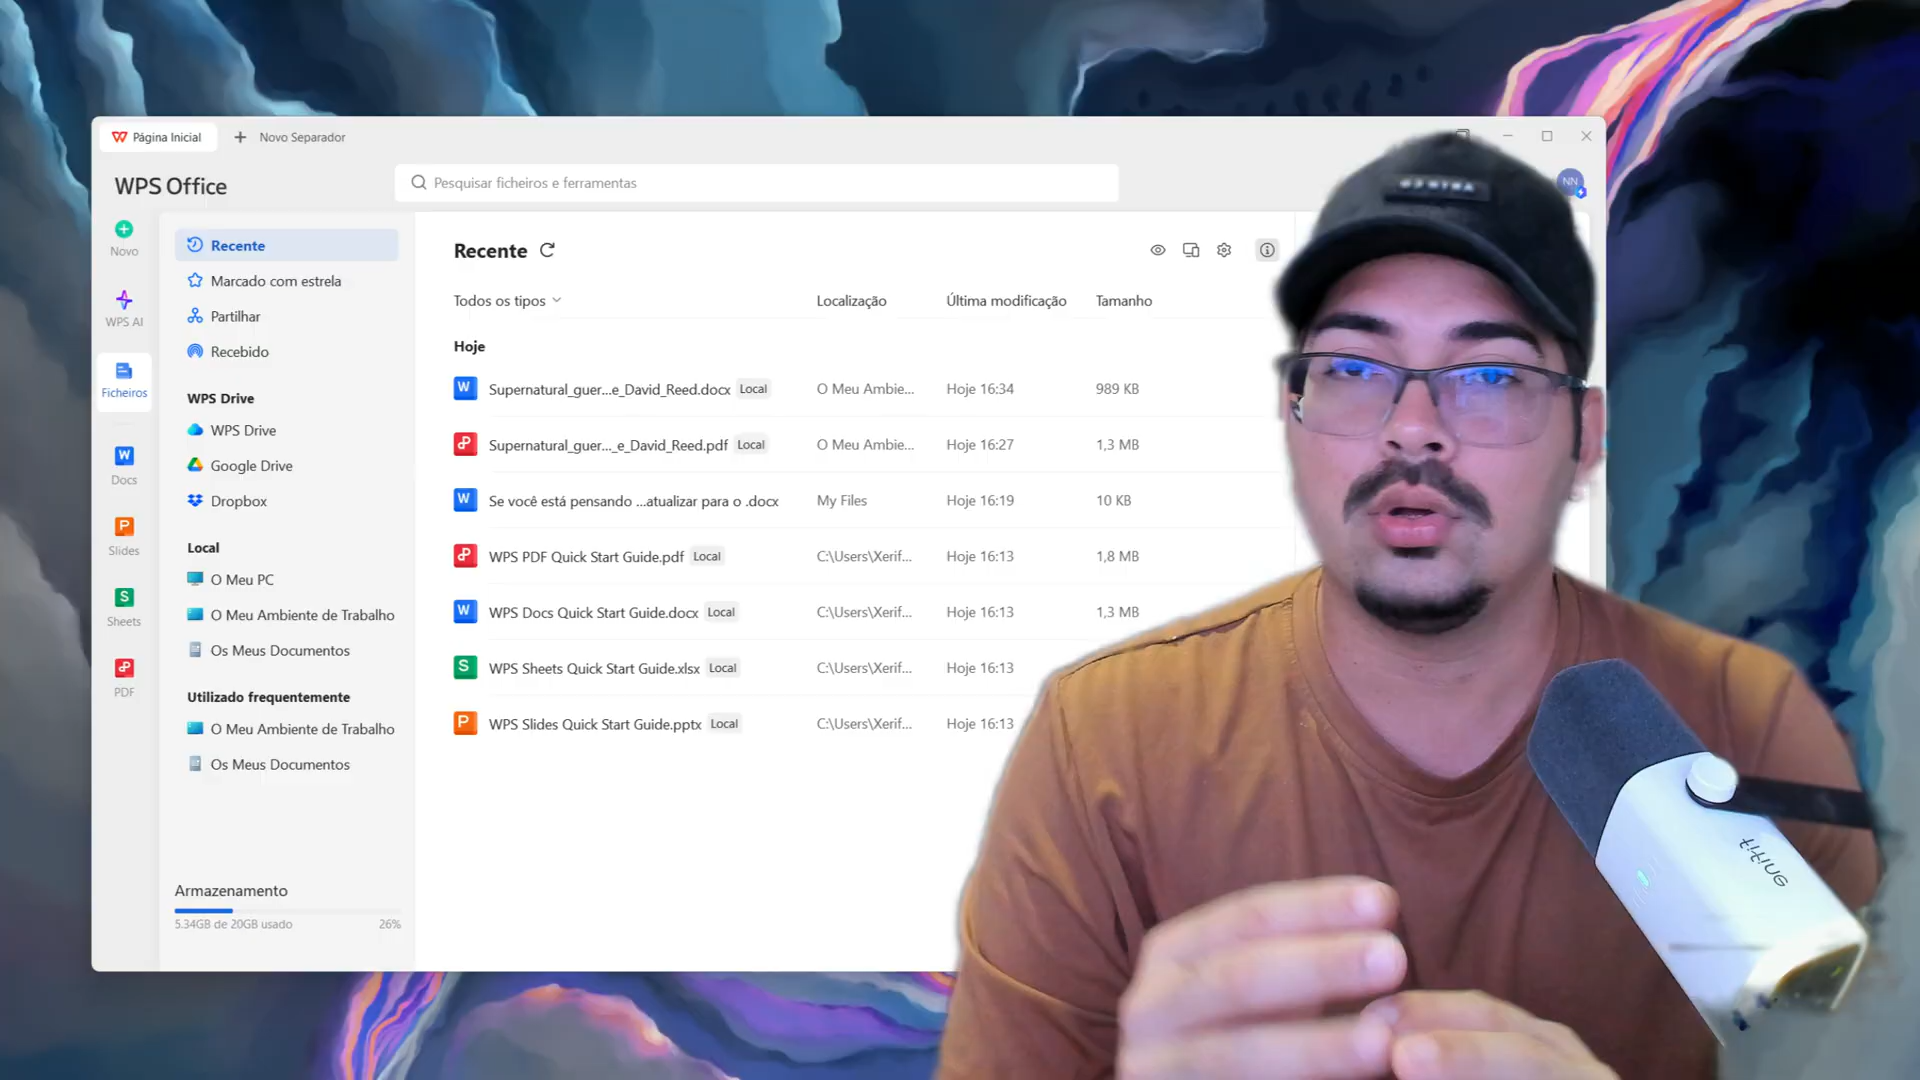 Página Inicial
Novo Separador
WPS Office
Pesquisar ficheiros e ferramentas
NN
Novo
WPS AI
Ficheiros
Docs
Slides
Sheets
PDF
Recente
Marcado com estrela
Partilhar
Recebido
WPS Drive
WPS Drive
Google Drive
Dropbox
Local
O Meu PC
O Meu Ambiente de Trabalho
Os Meus Documentos
Utilizado frequentemente
O Meu Ambiente de Trabalho
Os Meus Documentos
Armazenamento
5.34GB de 20GB usado 26%
Recente
Todos os tipos Localização Última modificação Tamanho
Hoje
W Supernatural_guer...e_David_Reed.docx Local O Meu Ambie... Hoje 16:34 989 KB
P Supernatural_guer..._e_David_Reed.pdf Local O Meu Ambie... Hoje 16:27 1,3 MB
W Se você está pensando ...atualizar para o .docx My Files Hoje 16:19 10 KB
P WPS PDF Quick Start Guide.pdf Local C:\Users\Xerif... Hoje 16:13 1,8 MB
W WPS Docs Quick Start Guide.docx Local C:\Users\Xerif... Hoje 16:13 1,3 MB
S WPS Sheets Quick Start Guide.xlsx Local C:\Users\Xerif... Hoje 16:13
P WPS Slides Quick Start Guide.pptx Local C:\Users\Xerif... Hoje 16:13